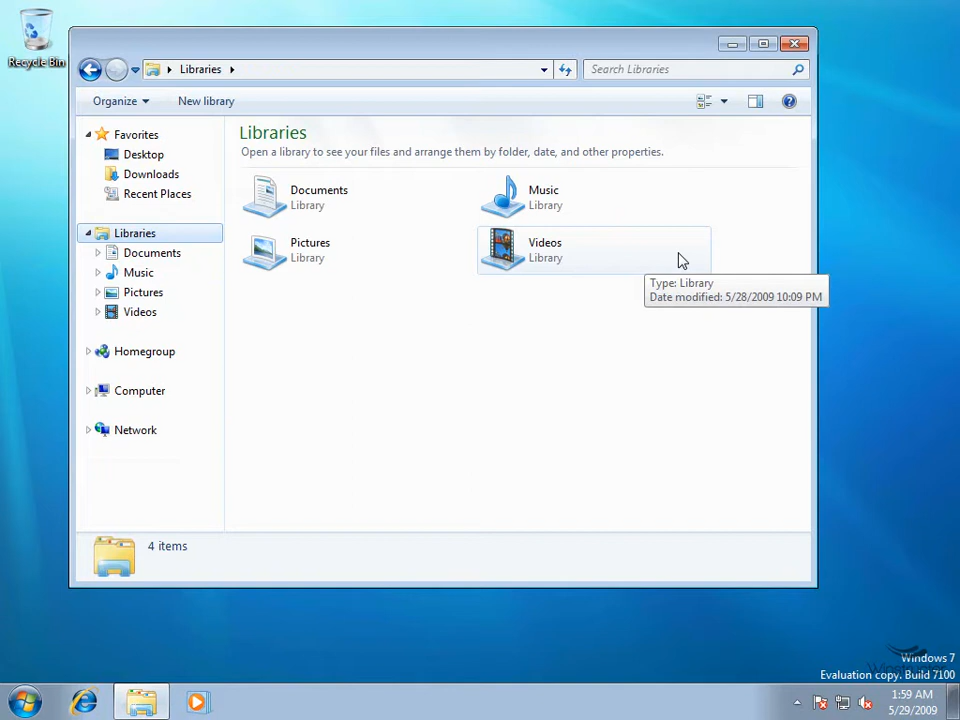 Recycle Bin
Libraries
Search Libraries
Organize
New library
Favorites
Desktop
Downloads
Recent Places
Libraries
Documents
Music
Pictures
Videos
Homegroup
Computer
Network
Libraries
Open a library to see your files and arrange them by folder, date, and other properties.
Documents
Library
Music
Library
Pictures
Library
Videos
Library
Type: Library
Date modified: 5/28/2009 10:09 PM
4 items
Windows 7
Evaluation copy. Build 7100
1:59 AM
5/29/2009